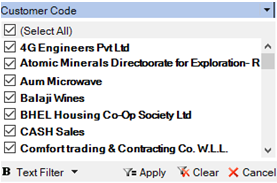 Customer Code
(Select All)
4G Engineers Pvt Ltd
Atomic Minerals Directoorate for Exploration- R
Aum Microwave
Balaji Wines
BHEL Housing Co-Op Society Ltd
CASH Sales
Comfort trading & Contracting Co. W.L.L.
B Text Filter Apply Clear Cancel